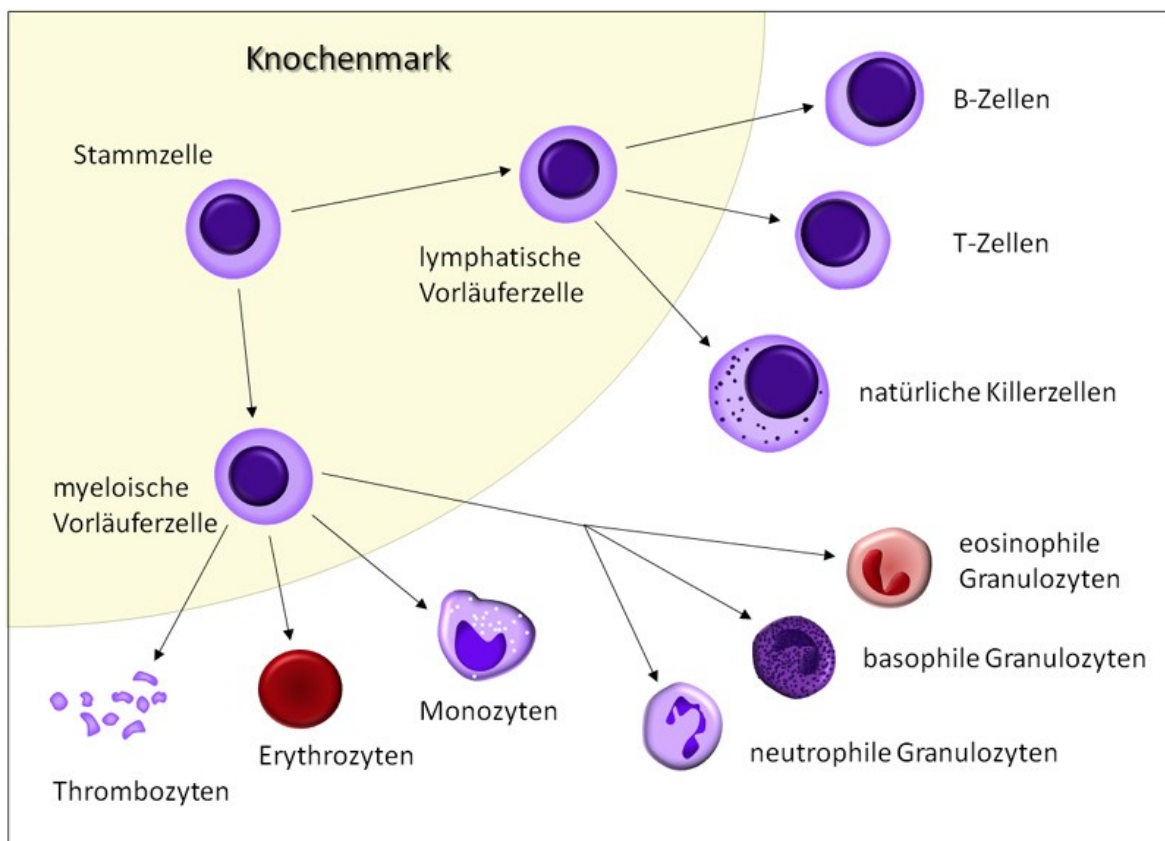 Knochenmark
Stammzelle
lymphatische
Vorläuferzelle
B-Zellen
T-Zellen
natürliche Killerzellen
myeloische
Vorläuferzelle
eosinophile
Granulozyten
basophile Granulozyten
neutrophile Granulozyten
Monozyten
Erythrozyten
Thrombozyten